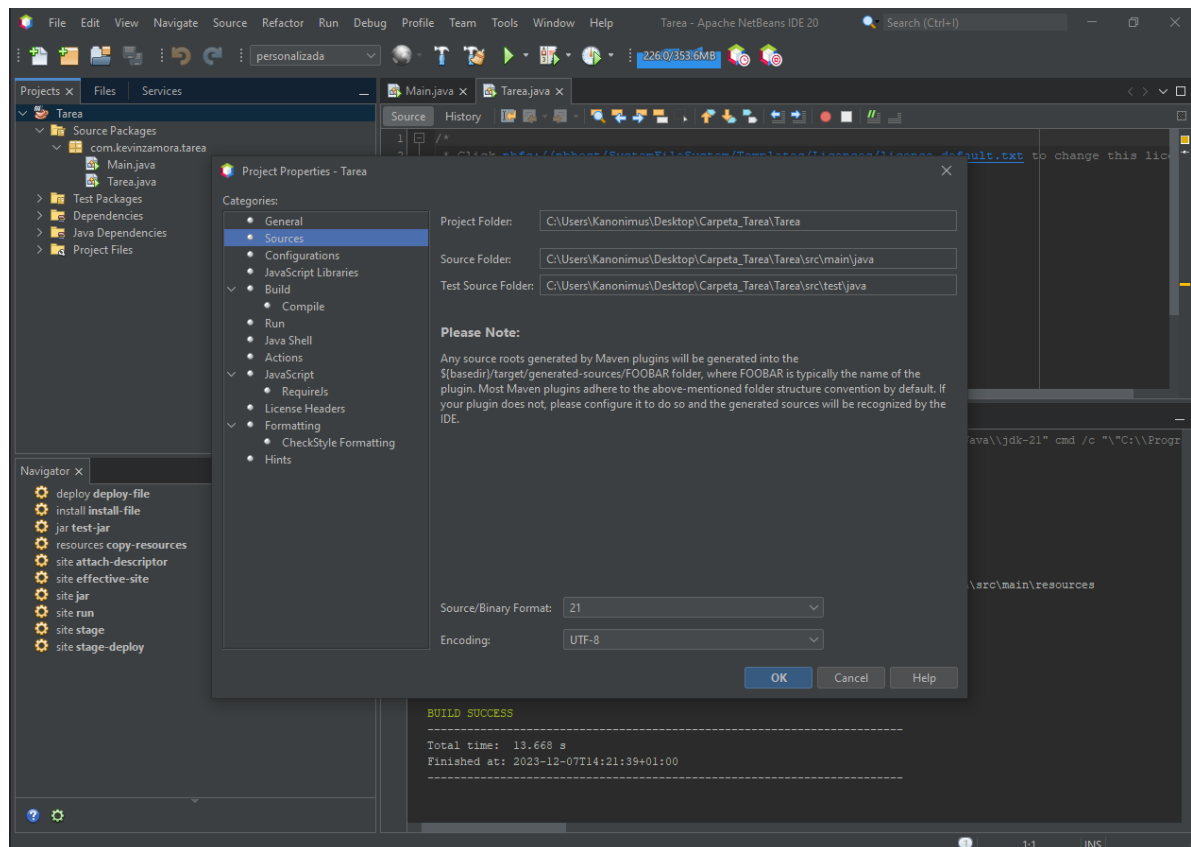 File Edit View Navigate Source Refactor Run Debug Profile Team Tools Window Help Tarea - Apache NetBeans IDE 20 Search (Ctrl+I)
personalizada 226.0/353.6MB
Projects Files Services
Main.java Tarea.java
Tarea
Source Packages
com.kevinzamora.tarea
Main.java
Tarea.java
Test Packages
Dependencies
Java Dependencies
Project Files
Source History
1 /*
to change this lic
Project Properties - Tarea
Categories:
General
Sources
Configurations
JavaScript Libraries
Build
Compile
Run
Java Shell
Actions
JavaScript
RequireJs
License Headers
Formatting
CheckStyle Formatting
Hints
Project Folder: C:\Users\Kanonimus\Desktop\Carpeta_Tarea\Tarea
Source Folder: C:\Users\Kanonimus\Desktop\Carpeta_Tarea\Tarea\src\main\java
Test Source Folder: C:\Users\Kanonimus\Desktop\Carpeta_Tarea\Tarea\src\test\java
Please Note:
Any source roots generated by Maven plugins will be generated into the
${basedir}/target/generated-sources/FOOBAR folder, where FOOBAR is typically the name of the
plugin. Most Maven plugins adhere to the above-mentioned folder structure convention by default. If
your plugin does not, please configure it to do so and the generated sources will be recognized by the
IDE.
Source/Binary Format: 21
Encoding: UTF-8
OK Cancel Help
ava\\jdk-21" cmd /c "\"C:\\Progr
\src\main\resources
Navigator
deploy deploy-file
install install-file
jar test-jar
resources copy-resources
site attach-descriptor
site effective-site
site jar
site run
site stage
site stage-deploy
BUILD SUCCESS
------------------------------------------------------------------------
Total time: 13.668 s
Finished at: 2023-12-07T14:21:39+01:00
------------------------------------------------------------------------
1:1 INS